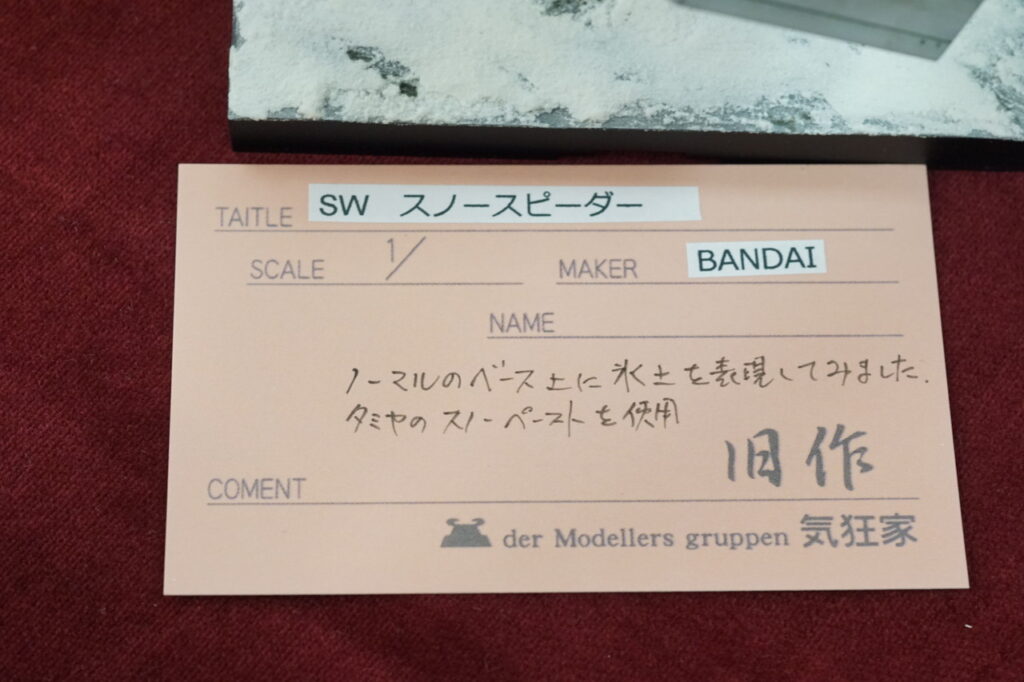 TAITLE SW スノースピーダー
SCALE 1/ MAKER BANDAI
NAME
ノーマルのベース上に氷土を表現してみました.
タミヤのスノーペーストを使用
旧作
COMENT
der Modellers gruppen 気狂家